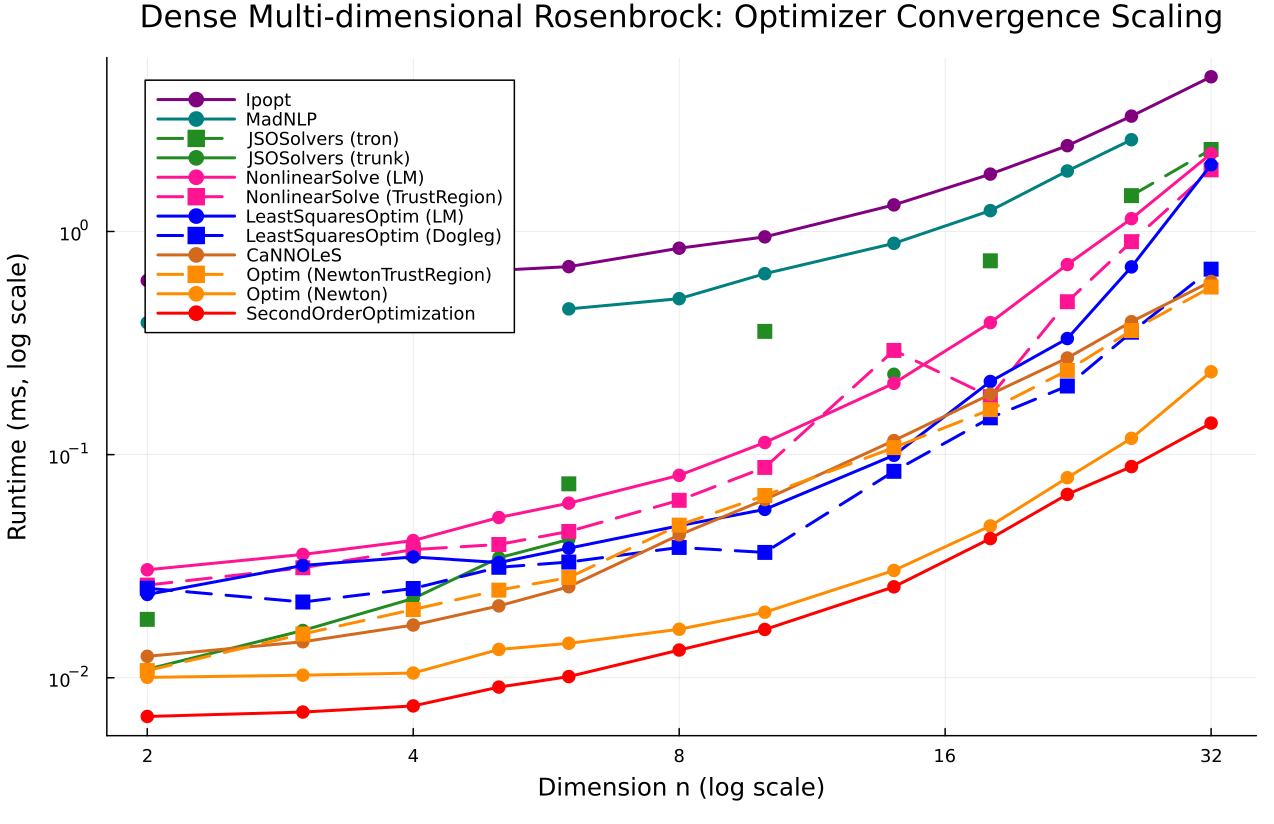 Dense Multi-dimensional Rosenbrock: Optimizer Convergence Scaling
Ipopt
MadNLP
JSOSolvers (tron)
JSOSolvers (trunk)
NonlinearSolve (LM)
NonlinearSolve (TrustRegion)
LeastSquaresOptim (LM)
LeastSquaresOptim (Dogleg)
CaNNOLeS
Optim (NewtonTrustRegion)
Optim (Newton)
SecondOrderOptimization
Runtime (ms, log scale)
10⁰
10⁻¹
10⁻²
2 4 8 16 32
Dimension n (log scale)